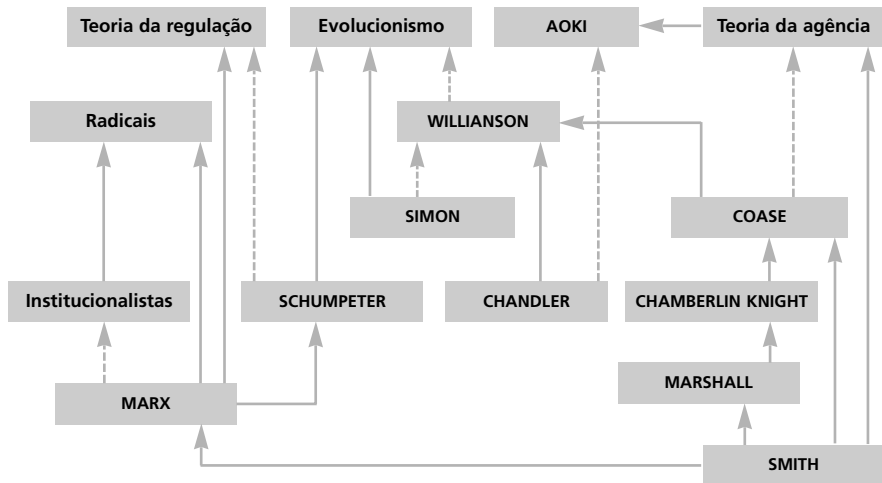 Teoria da regulação
Evolucionismo
AOKI
Teoria da agência
Radicais
WILLIANSON
SIMON
COASE
Institucionalistas
SCHUMPETER
CHANDLER
CHAMBERLIN KNIGHT
MARSHALL
MARX
SMITH